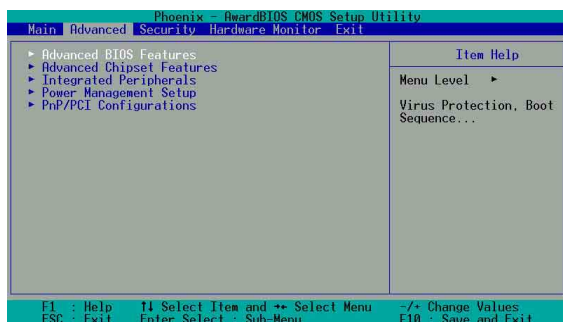 Phoenix - AwardBIOS CMOS Setup Utility
Main Advanced Security Hardware Monitor Exit
► Advanced BIOS Features
► Advanced Chipset Features
► Integrated Peripherals
► Power Management Setup
► PnP/PCI Configurations
Item Help
Menu Level ►
Virus Protection, Boot
Sequence...
F1 : Help ↑↓ Select Item and ←→ Select Menu -/+ Change Values
ESC : Exit Enter Select : Sub-Menu F10 : Save and Exit